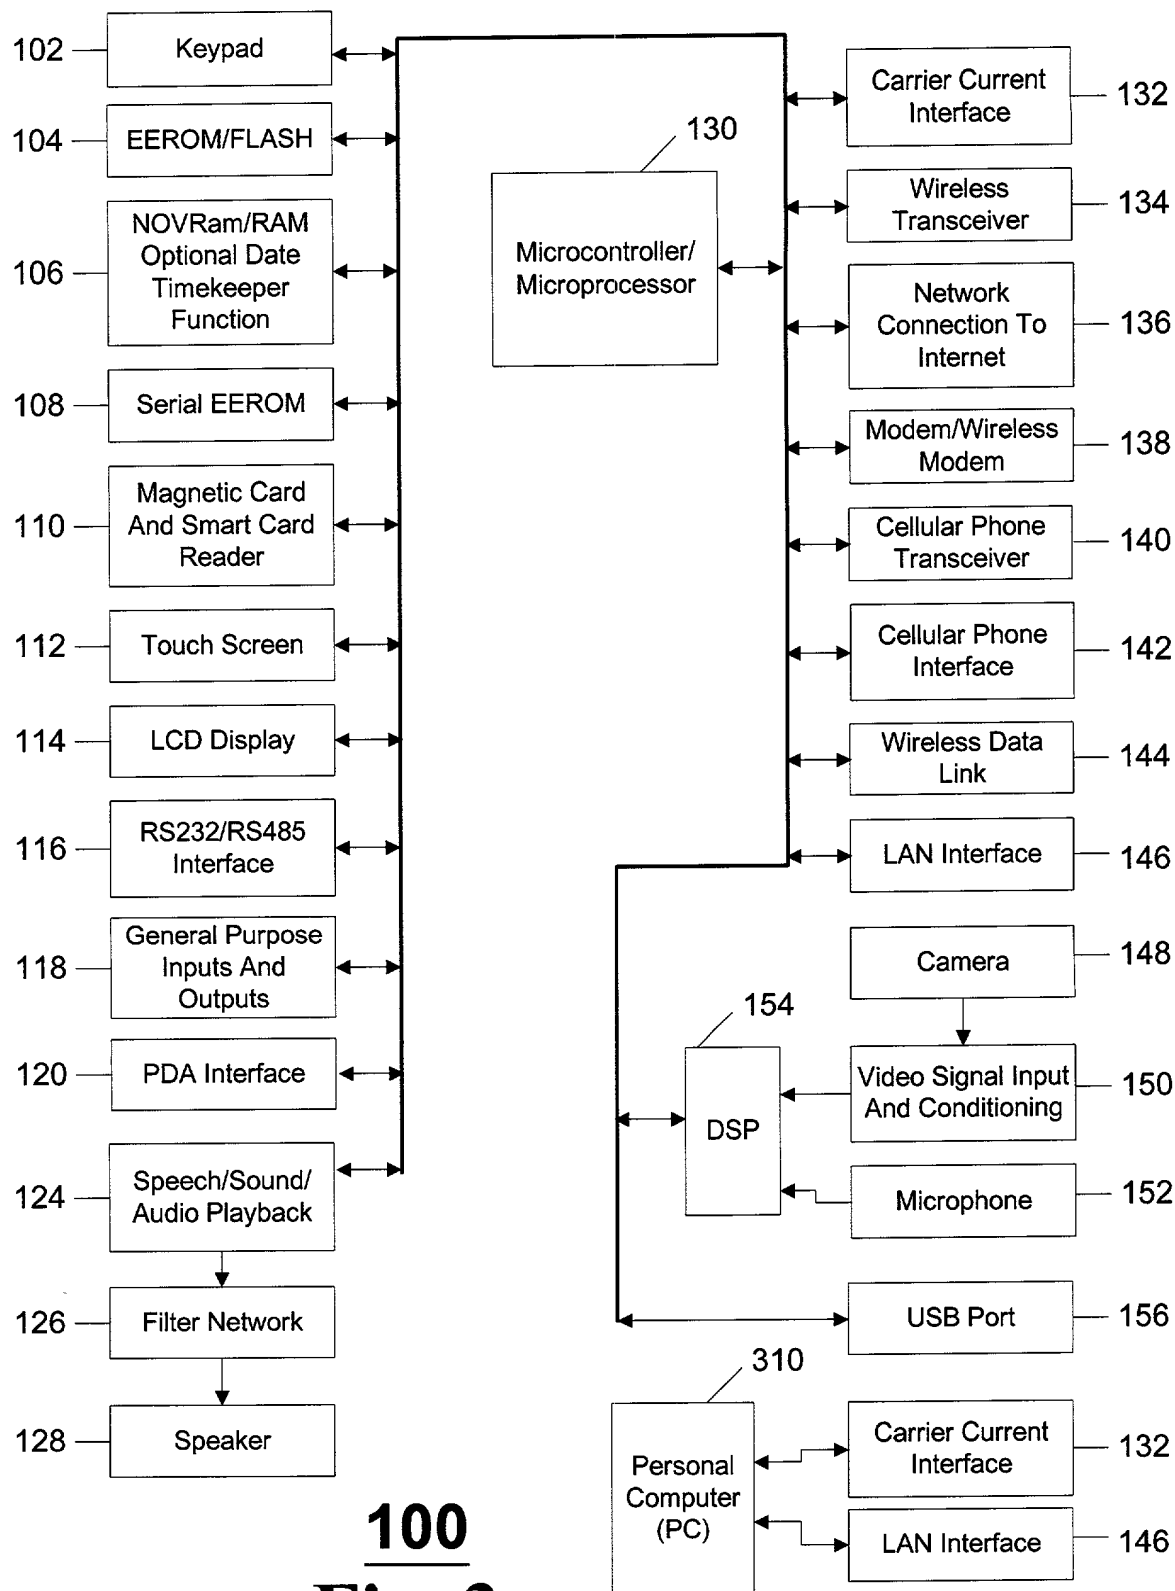 102
Keypad
104
EEROM/FLASH
106
NOVRam/RAM
Optional Date
Timekeeper
Function
108
Serial EEROM
110
Magnetic Card
And Smart Card
Reader
112
Touch Screen
114
LCD Display
116
RS232/RS485
Interface
118
General Purpose
Inputs And
Outputs
120
PDA Interface
124
Speech/Sound/
Audio Playback
126
Filter Network
128
Speaker
130
Microcontroller/
Microprocessor
Carrier Current
Interface
132
Wireless
Transceiver
134
Network
Connection To
Internet
136
Modem/Wireless
Modem
138
Cellular Phone
Transceiver
140
Cellular Phone
Interface
142
Wireless Data
Link
144
LAN Interface
146
Camera
148
154
DSP
Video Signal Input
And Conditioning
150
Microphone
152
USB Port
156
310
Personal
Computer
(PC)
Carrier Current
Interface
132
LAN Interface
146
100